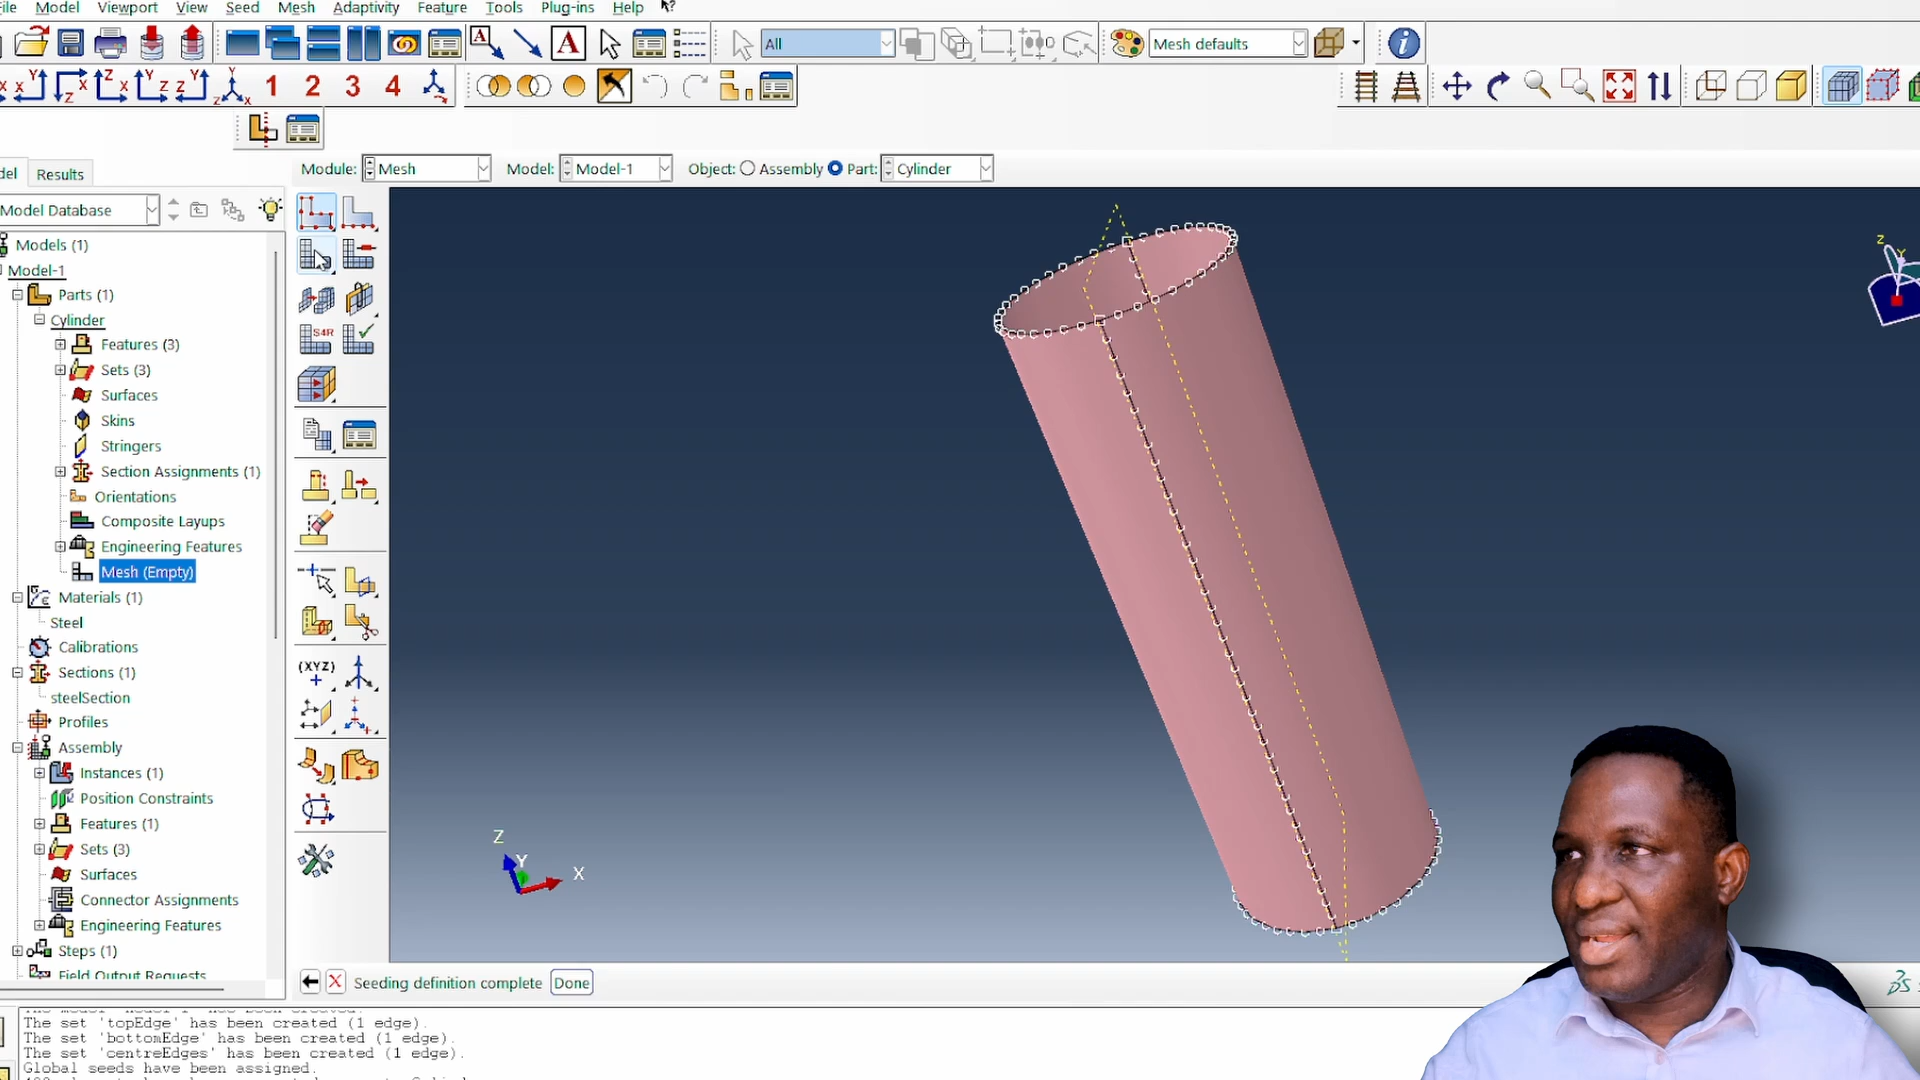 ile Model Viewport View Seed Mesh Adaptivity Feature Tools Plug-ins Help
A A All Mesh defaults i
1 2 3 4
Module: Mesh Model: Model-1 Object: Assembly Part: Cylinder
del Results
Model Database
Models (1)
Model-1
Parts (1)
Cylinder
Features (3)
Sets (3)
Surfaces
Skins
Stringers
Section Assignments (1)
Orientations
Composite Layups
Engineering Features
Mesh (Empty)
Materials (1)
Steel
Calibrations
Sections (1)
steelSection
Profiles
Assembly
Instances (1)
Position Constraints
Features (1)
Sets (3)
Surfaces
Connector Assignments
Engineering Features
Steps (1)
Field Output Requests
S4R
(XYZ)
Z
Y
X
Z
Y
Seeding definition complete Done
The set 'topEdge' has been created (1 edge).
The set 'bottomEdge' has been created (1 edge).
The set 'centreEdges' has been created (1 edge).
Global seeds have been assigned.